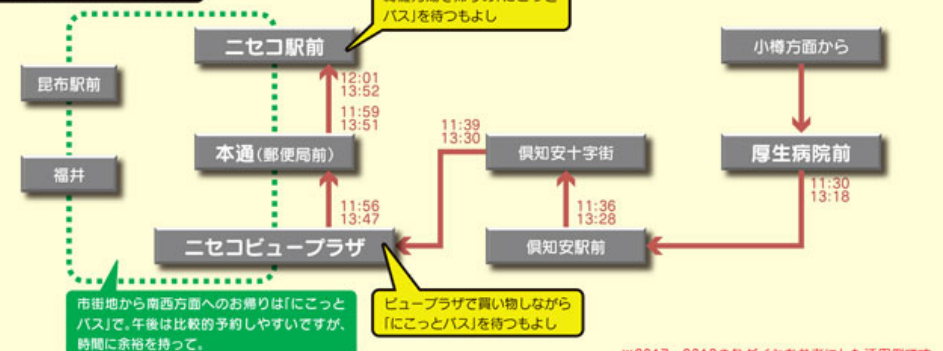 バス」を待つもよし
ニセコ駅前
小樽方面から
昆布駅前
12:01
13:52
11:59
13:51
11:39
13:30
本通(郵便局前)
倶知安十字街
厚生病院前
福井
11:30
13:18
11:56
13:47
11:36
13:28
ニセコビュープラザ
倶知安駅前
市街地から南西方面へのお帰りは「にこっと
バス」で。午後は比較的予約しやすいですが、
時間に余裕を持って。
ビュープラザで買い物しながら
「にこっとバス」を待つもよし